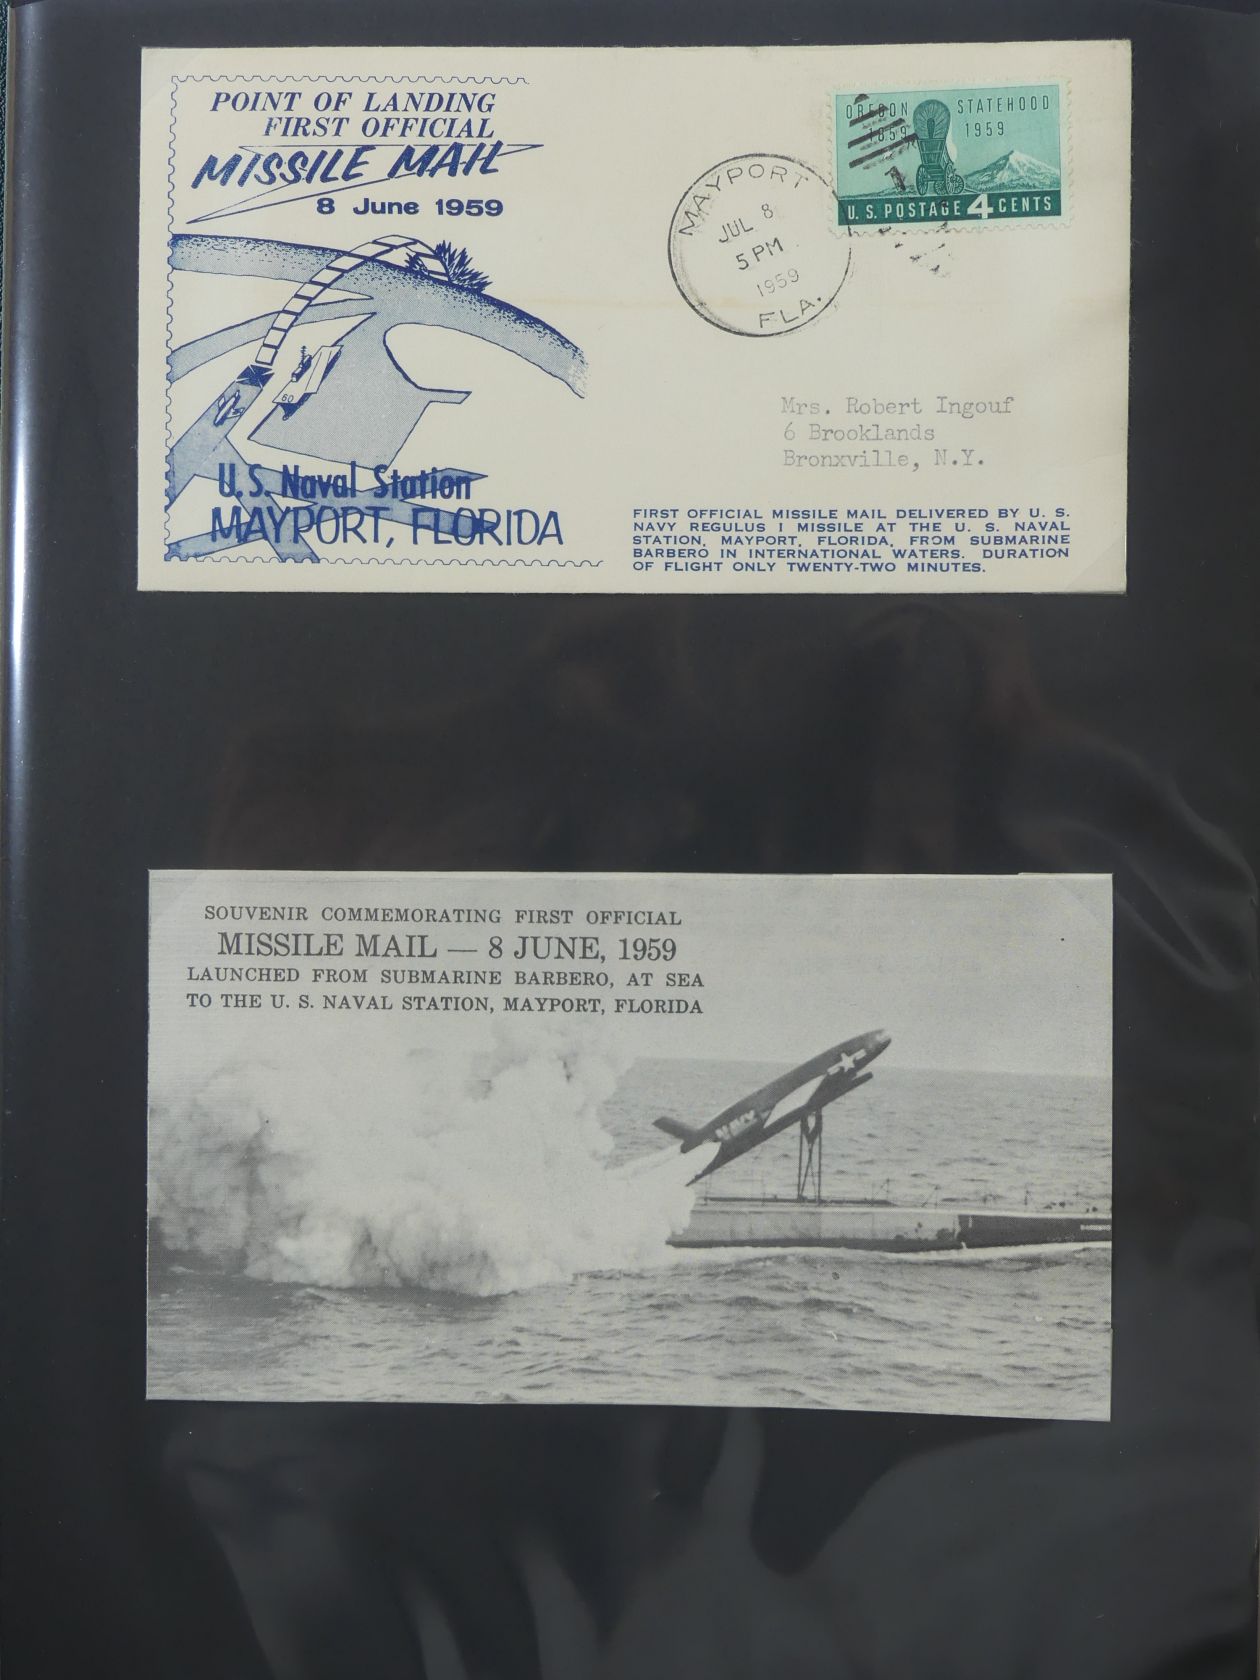 POINT OF LANDING
FIRST OFFICIAL
MISSILE MAIL
8 June 1959
60
U.S. Naval Station
MAYPORT, FLORIDA
OREGON STATEHOOD
1859 1959
U.S. POSTAGE 4 CENTS
1
MAYPORT
JUL 8
5 PM
1959
FLA.
Mrs. Robert Ingouf
6 Brooklands
Bronxville, N.Y.
FIRST OFFICIAL MISSILE MAIL DELIVERED BY U. S.
NAVY REGULUS I MISSILE AT THE U. S. NAVAL
STATION, MAYPORT, FLORIDA, FROM SUBMARINE
BARBERO IN INTERNATIONAL WATERS. DURATION
OF FLIGHT ONLY TWENTY-TWO MINUTES.
SOUVENIR COMMEMORATING FIRST OFFICIAL
MISSILE MAIL — 8 JUNE, 1959
LAUNCHED FROM SUBMARINE BARBERO, AT SEA
TO THE U. S. NAVAL STATION, MAYPORT, FLORIDA
NAVY